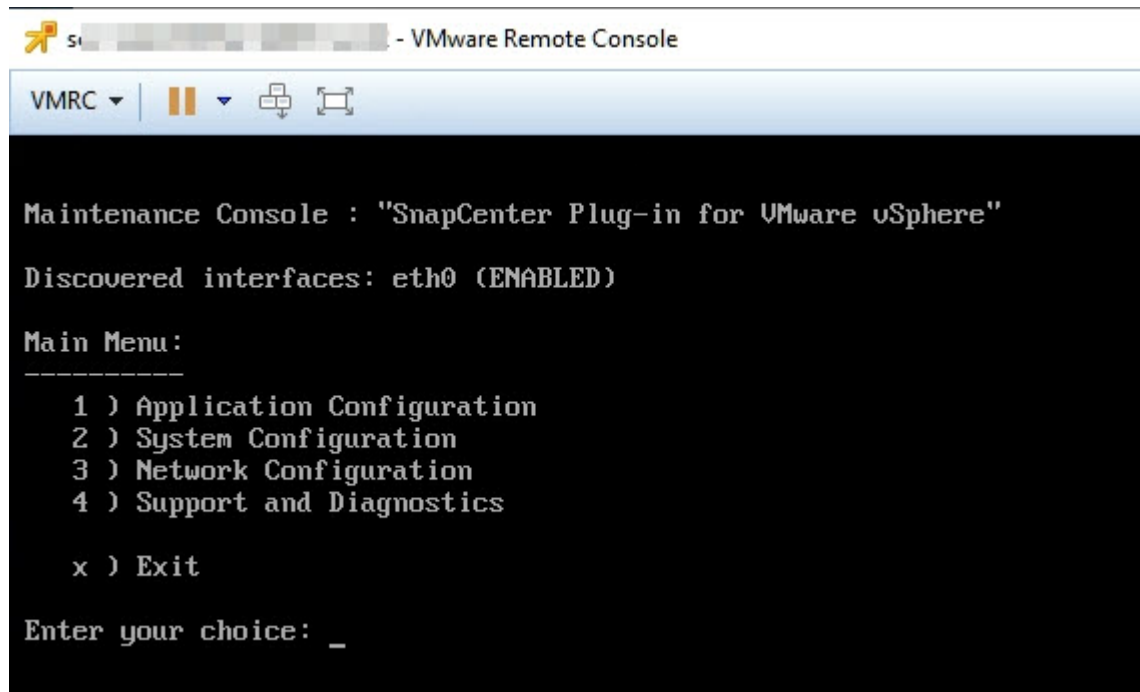 - VMware Remote Console
VMRC
Maintenance Console : "SnapCenter Plug-in for VMware vSphere"
Discovered interfaces: eth0 (ENABLED)
Main Menu:
----------
1 ) Application Configuration
2 ) System Configuration
3 ) Network Configuration
4 ) Support and Diagnostics
x ) Exit
Enter your choice: _